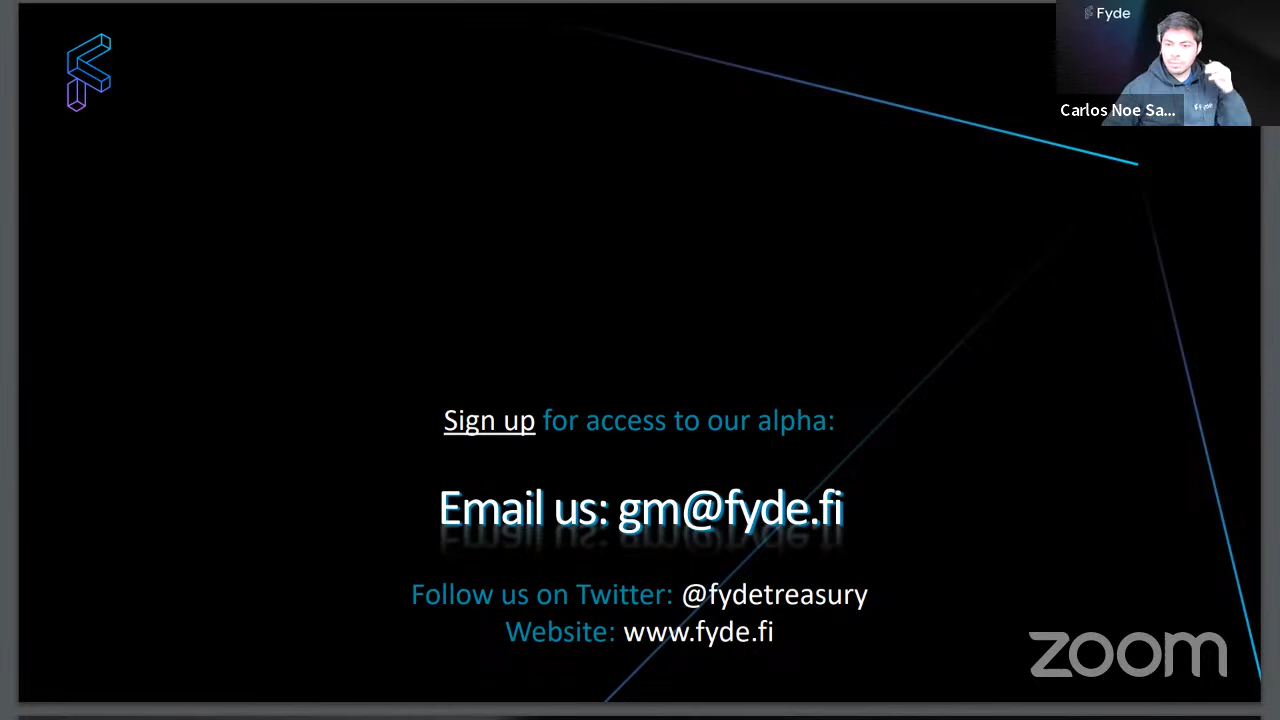 Fyde
Carlos Noe Sa...
Fyde
Sign up for access to our alpha:
Email us: gm@fyde.fi
Follow us on Twitter: @fydetreasury
Website: www.fyde.fi
zoom